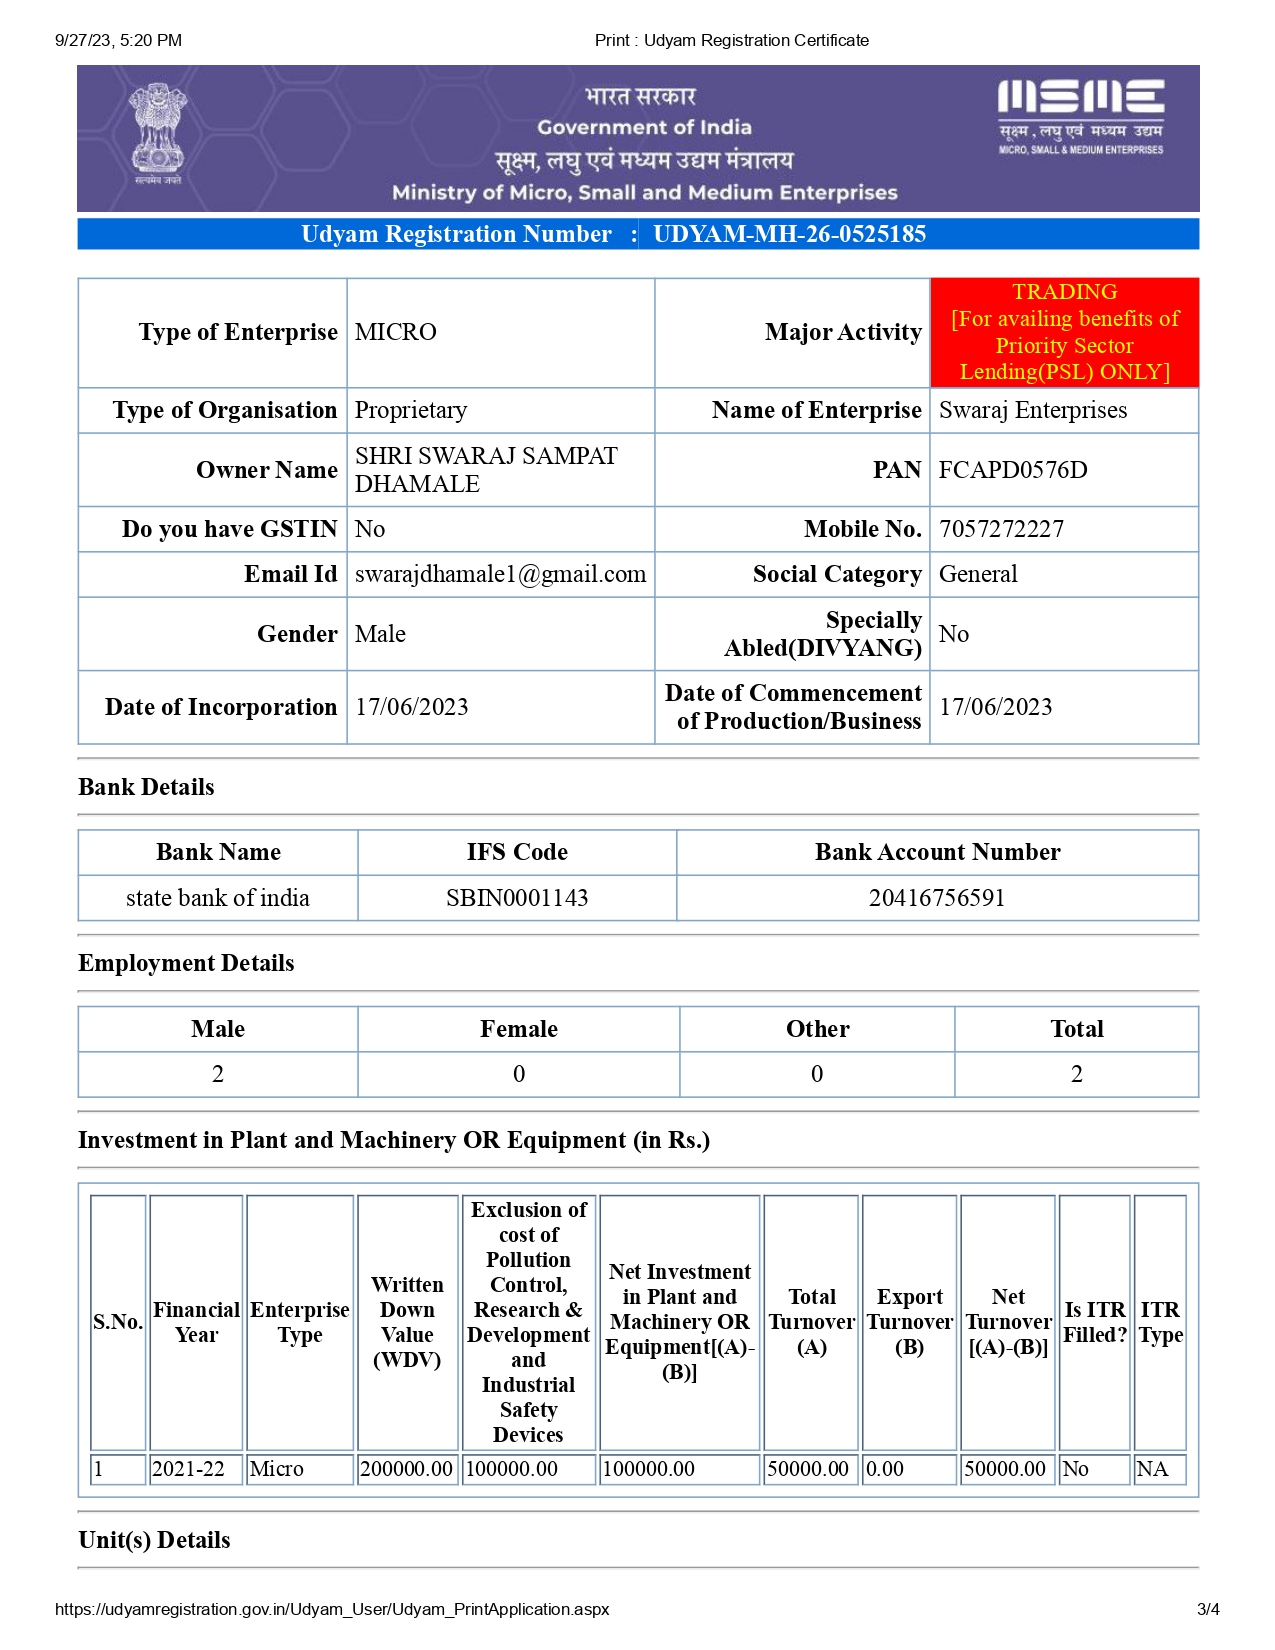 9/27/23, 5:20 PM
Print : Udyam Registration Certificate
सत्यमेव जयते
भारत सरकार
Government of India
सूक्ष्म, लघु एवं मध्यम उद्यम मंत्रालय
Ministry of Micro, Small and Medium Enterprises
MSME
सूक्ष्म, लघु एवं मध्यम उद्यम
MICRO, SMALL & MEDIUM ENTERPRISES
Udyam Registration Number : UDYAM-MH-26-0525185
Type of Enterprise
MICRO
Major Activity
TRADING
[For availing benefits of
Priority Sector
Lending(PSL) ONLY]
Type of Organisation
Proprietary
Name of Enterprise
Swaraj Enterprises
Owner Name
SHRI SWARAJ SAMPAT
DHAMALE
PAN
FCAPD0576D
Do you have GSTIN
No
Mobile No.
7057272227
Email Id
swarajdhamale1@gmail.com
Social Category
General
Gender
Male
Specially
Abled(DIVYANG)
No
Date of Incorporation
17/06/2023
Date of Commencement
of Production/Business
17/06/2023
Bank Details
Bank Name
IFS Code
Bank Account Number
state bank of india
SBIN0001143
20416756591
Employment Details
Male
Female
Other
Total
2
0
0
2
Investment in Plant and Machinery OR Equipment (in Rs.)
S.No.
Financial
Year
Enterprise
Type
Written
Down
Value
(WDV)
Exclusion of
cost of
Pollution
Control,
Research &
Development
and
Industrial
Safety
Devices
Net Investment
in Plant and
Machinery OR
Equipment[(A)-
(B)]
Total
Turnover
(A)
Export
Turnover
(B)
Net
Turnover
[(A)-(B)]
Is ITR
Filled?
ITR
Type
1
2021-22
Micro
200000.00
100000.00
100000.00
50000.00
0.00
50000.00
No
NA
Unit(s) Details
https://udyamregistration.gov.in/Udyam_User/Udyam_PrintApplication.aspx
3/4